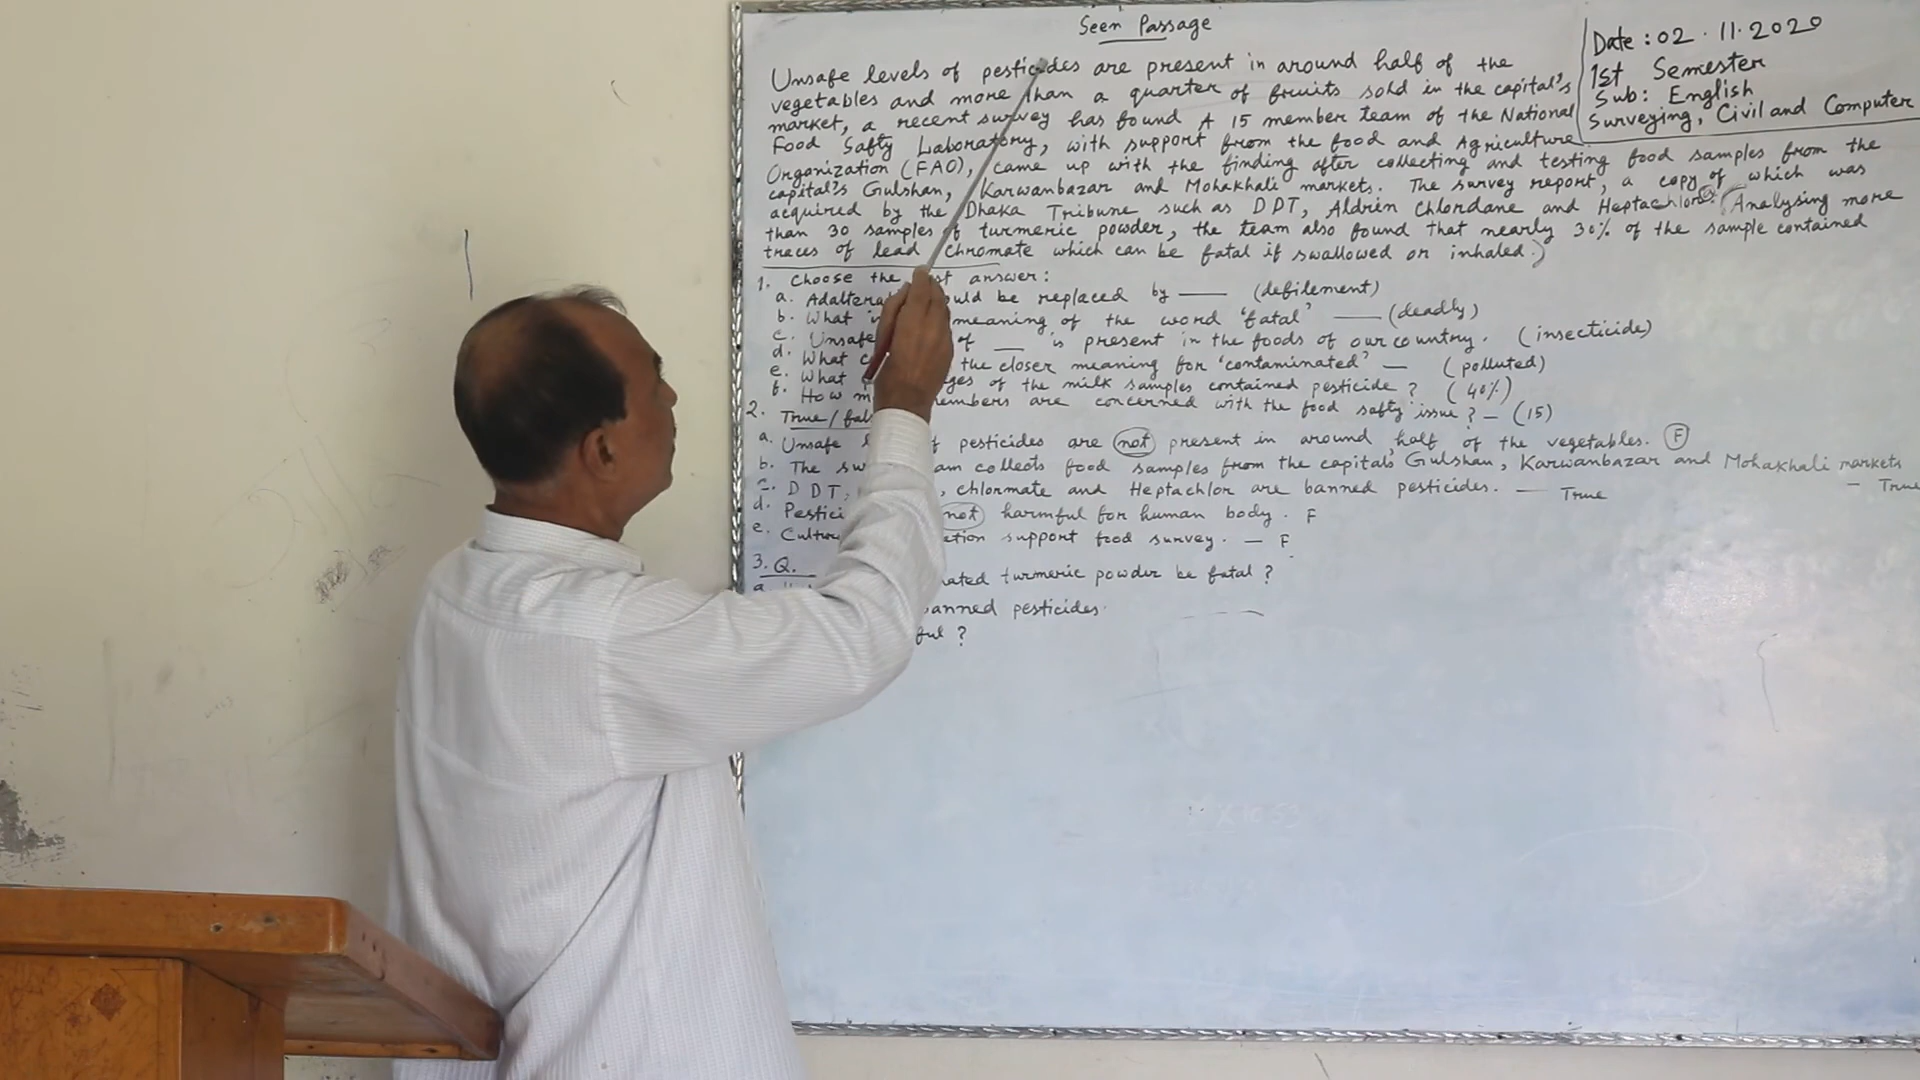 Seen Passage
Date : 02 . 11. 2020
1st Semester
Sub : English
Surveying, Civil and Computer
Unsafe levels of pesticides are present in around half of the
vegetables and more than a quarter of fruits sold in the capital's
market, a recent survey has found A 15 member team of the National
Food Safty Laboratory, with support from the food and Agriculture
Organization (FAO), came up with the finding after collecting and testing food samples from the
capital's Gulshan, Karwanbazar and Mohakhali markets. The survey report, a copy of which was
acquired by the Dhaka Tribune such as DDT, Aldrin Chlordane and Heptachlor. (Analysing more
than 30 samples of turmeric powder, the team also found that nearly 30% of the sample contained
traces of lead chromate which can be fatal if swallowed or inhaled.)
1. Choose the answer :
a. be replaced by — (defilement)
b. What meaning of the word 'fatal' — (deadly)
c. Unsafe of — is present in the foods of our country. (insecticide)
d. What the closer meaning for 'contaminated' — (polluted)
e. What of the milk samples contained pesticide ? (40%)
f. How are concerned with the food safty issue ? — (15)
2. True/
a. Unsafe pesticides are not present in around half of the vegetables. F
b. The collects food samples from the capitals Gulshan, Karwanbazar and Mohakhali markets
— True
c. DDT, , chlormate and Heptachlor are banned pesticides. — True
d. not harmful for human body. F
e. support food survey. — F
3. Q.
a. turmeric powder be fatal ?
banned pesticides.
?